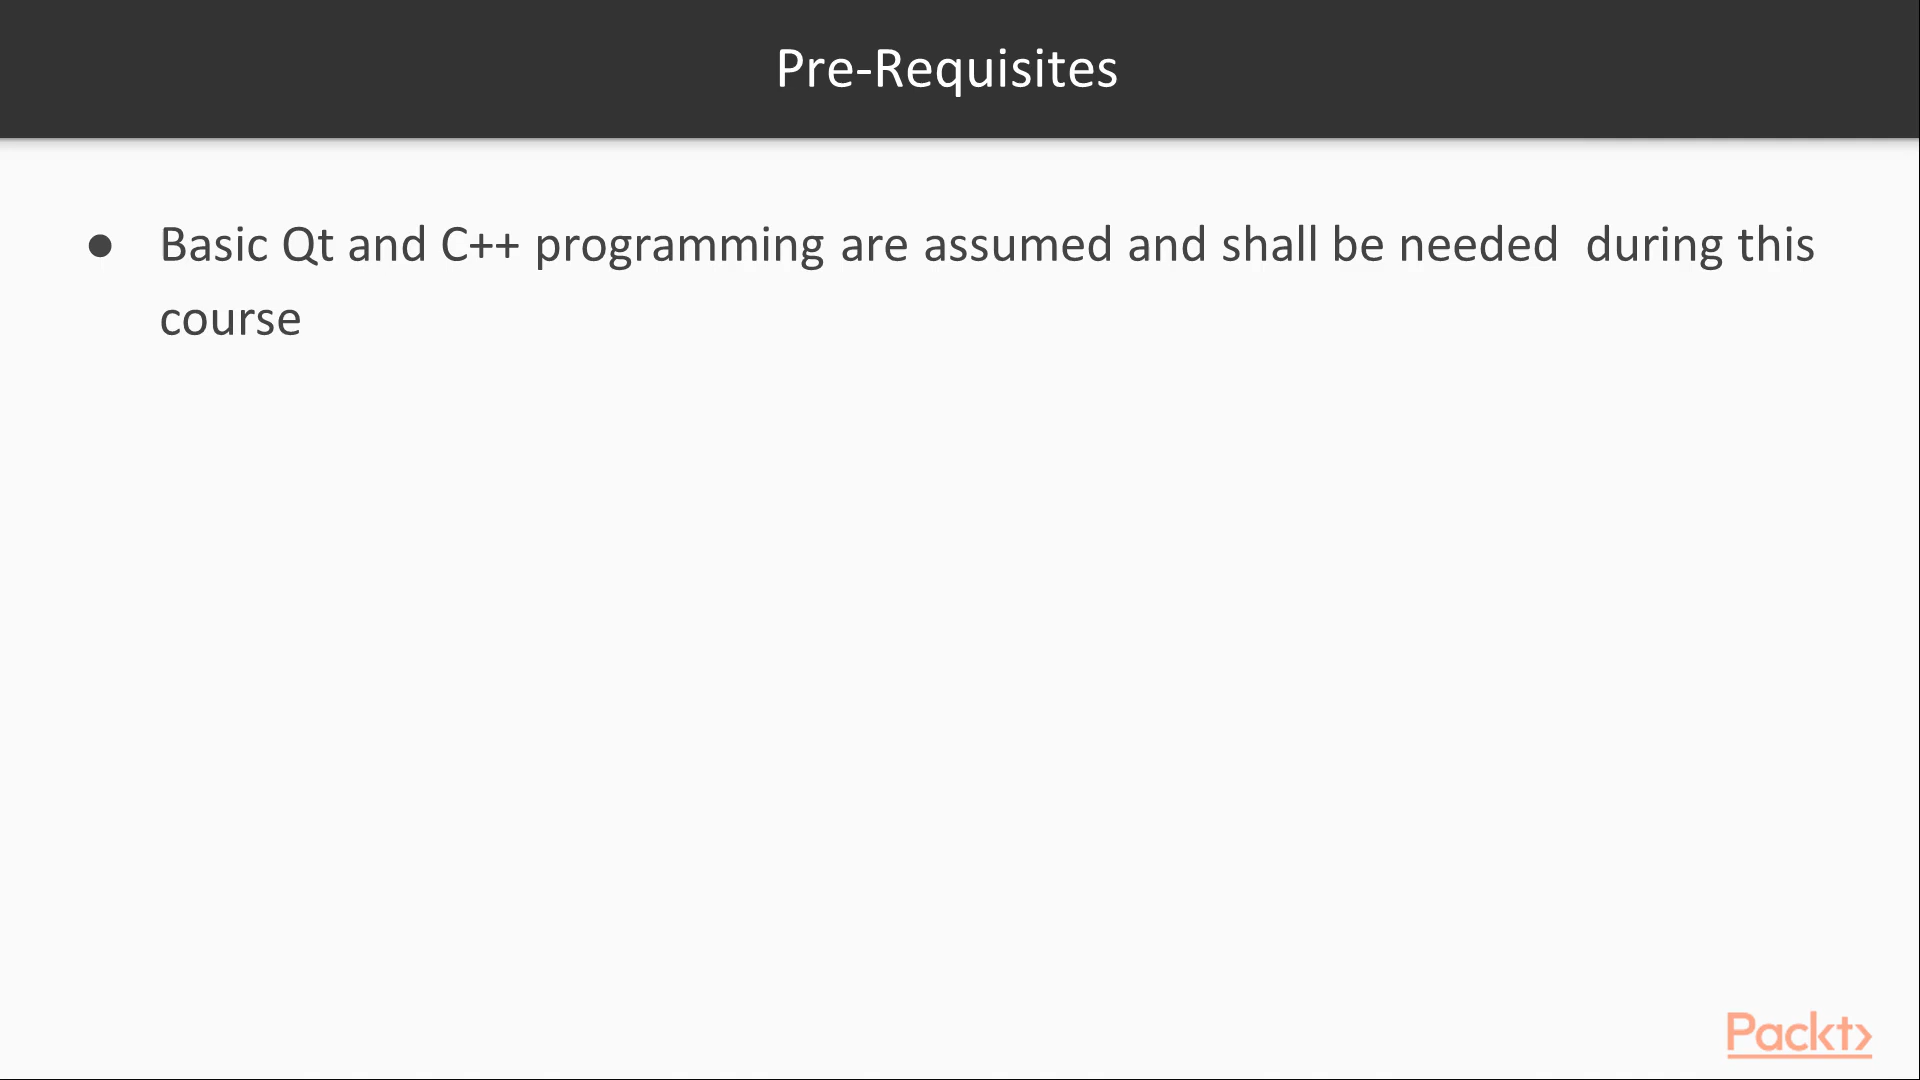 Pre-Requisites
● Basic Qt and C++ programming are assumed and shall be needed  during this
course
Packt>